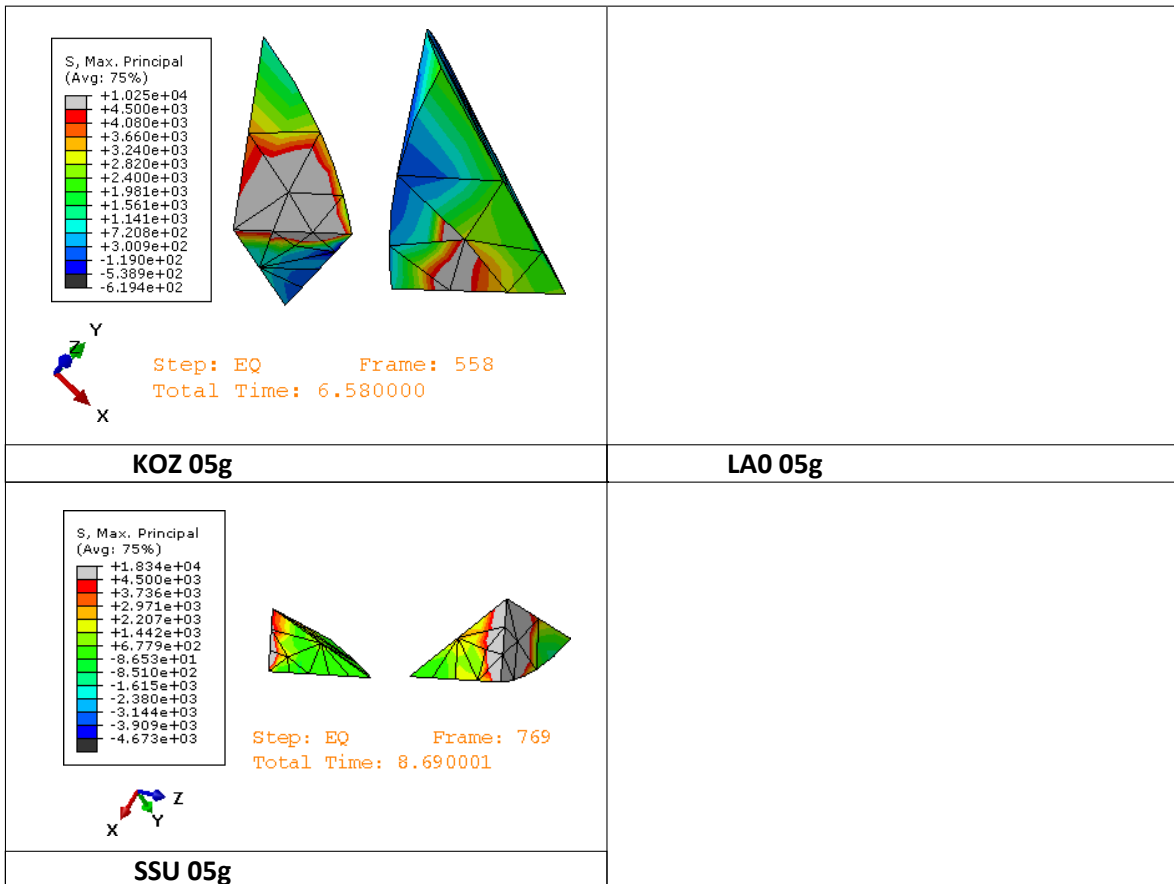 S, Max. Principal
(Avg: 75%)
+1.025e+04
+4.500e+03
+4.080e+03
+3.660e+03
+3.240e+03
+2.820e+03
+2.400e+03
+1.981e+03
+1.561e+03
+1.141e+03
+7.208e+02
+3.009e+02
-1.190e+02
-5.389e+02
-6.194e+02
Y
Z
X
Step: EQ Frame: 558
Total Time: 6.580000
KOZ 05g LA0 05g
S, Max. Principal
(Avg: 75%)
+1.834e+04
+4.500e+03
+3.736e+03
+2.971e+03
+2.207e+03
+1.442e+03
+6.779e+02
-8.653e+01
-8.510e+02
-1.615e+03
-2.380e+03
-3.144e+03
-3.909e+03
-4.673e+03
Step: EQ Frame: 769
Total Time: 8.690001
Z
Y
X
SSU 05g